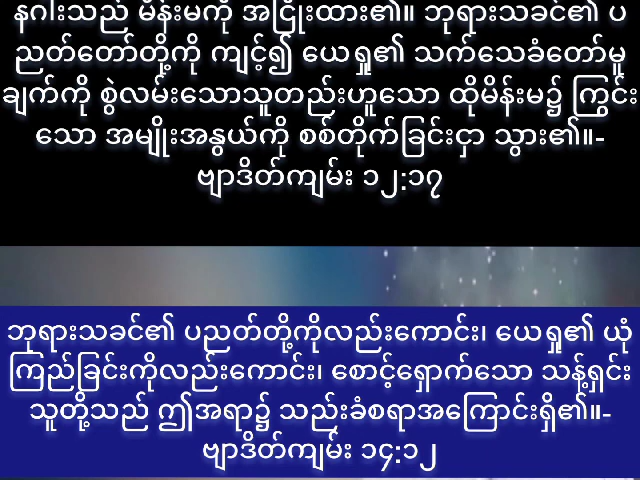 နဂါးသည် မိန်းမကို အငြိုးထား၏။ ဘုရားသခင်၏ ပ
ညတ်တော်တို့ကို ကျင့်၍ ယေရှု၏ သက်သေခံတော်မူ
ချက်ကို စွဲလမ်းသောသူတည်းဟူသော ထိုမိန်းမ၌ ကြွင်း
သော အမျိုးအနွယ်ကို စစ်တိုက်ခြင်းငှာ သွား၏။-
ဗျာဒိတ်ကျမ်း ၁၂:၁၇
ဘုရားသခင်၏ ပညတ်တို့ကိုလည်းကောင်း၊ ယေရှု၏ ယုံ
ကြည်ခြင်းကိုလည်းကောင်း၊ စောင့်ရှောက်သော သန့်ရှင်း
သူတို့သည် ဤအရာ၌ သည်းခံစရာအကြောင်းရှိ၏။-
ဗျာဒိတ်ကျမ်း ၁၄:၁၂